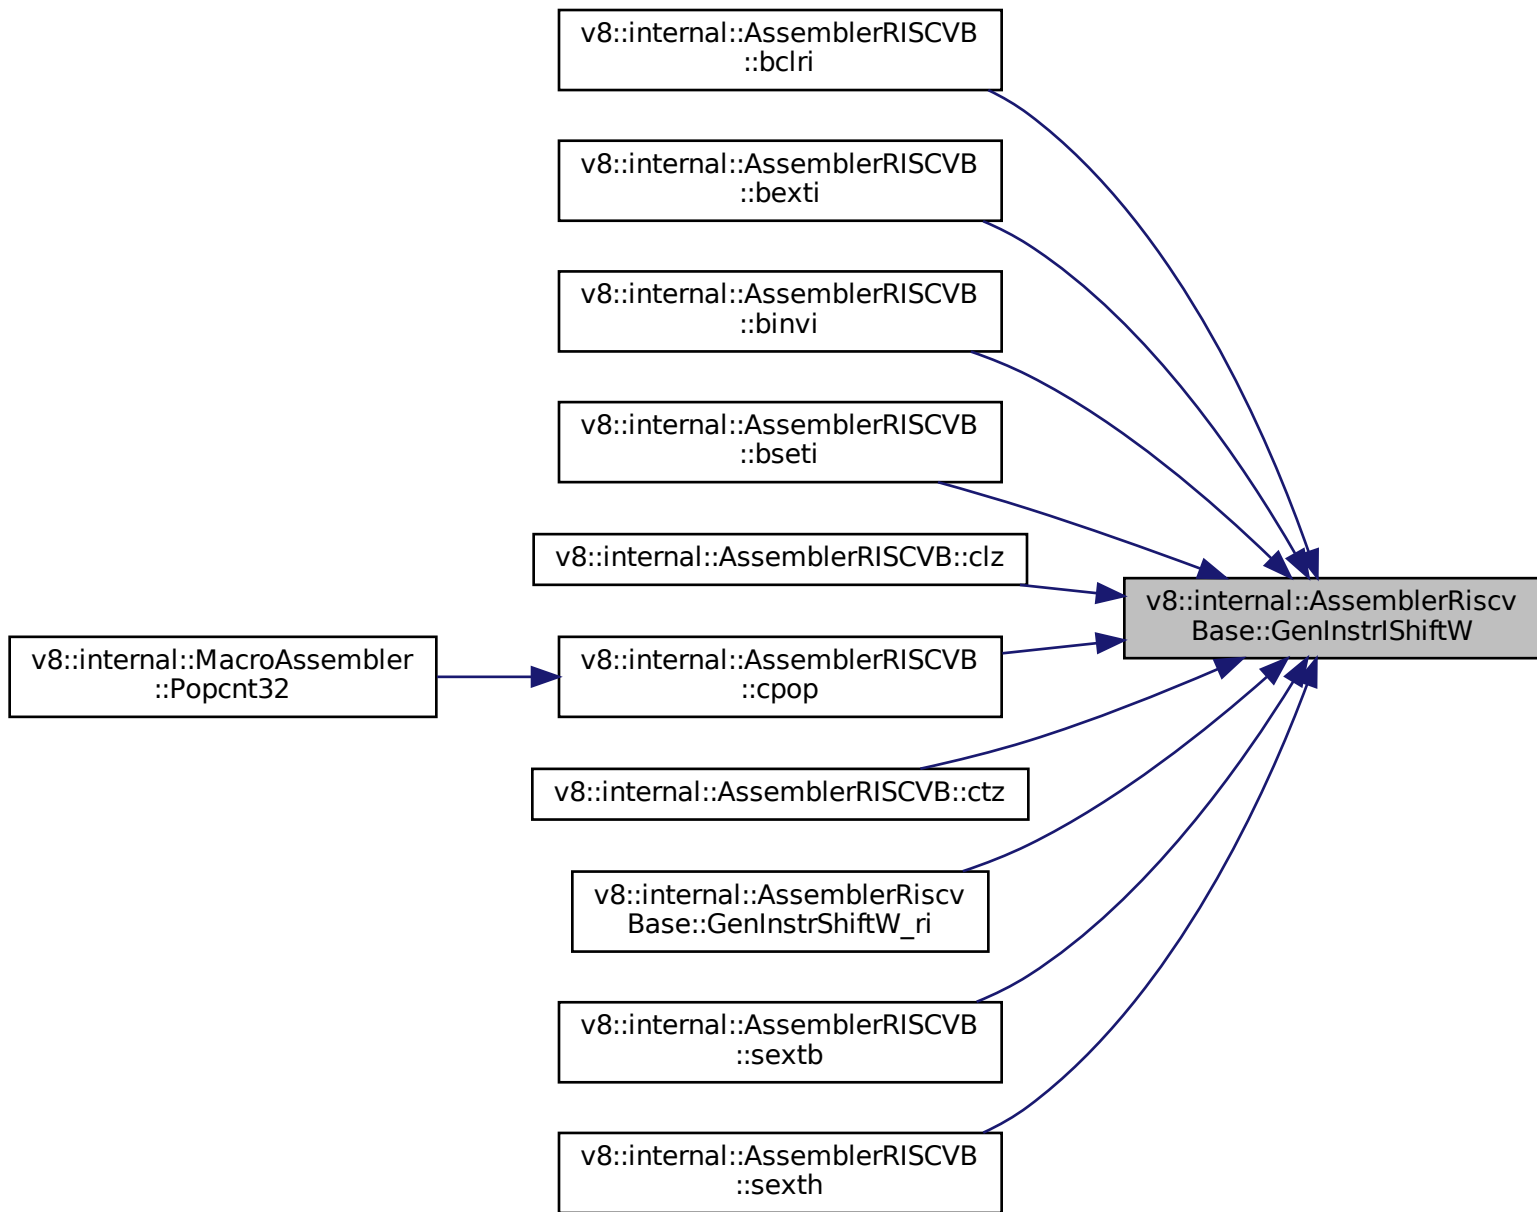 v8::internal::AssemblerRISCVB
::bclri
v8::internal::AssemblerRISCVB
::bexti
v8::internal::AssemblerRISCVB
::binvi
v8::internal::AssemblerRISCVB
::bseti
v8::internal::AssemblerRISCVB::clz
v8::internal::AssemblerRiscv
Base::GenInstrIShiftW
v8::internal::MacroAssembler
::Popcnt32
v8::internal::AssemblerRISCVB
::cpop
v8::internal::AssemblerRISCVB::ctz
v8::internal::AssemblerRiscv
Base::GenInstrShiftW_ri
v8::internal::AssemblerRISCVB
::sextb
v8::internal::AssemblerRISCVB
::sexth